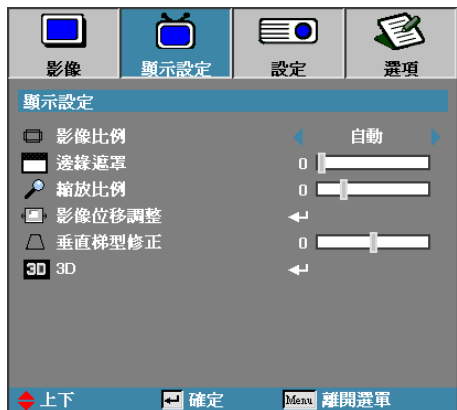 影像 顯示設定 設定 選項
顯示設定
影像比例 自動
邊緣遮罩 0
縮放比例 0
影像位移調整
垂直梯型修正 0
3D 3D
上下 確定 Menu 離開選單